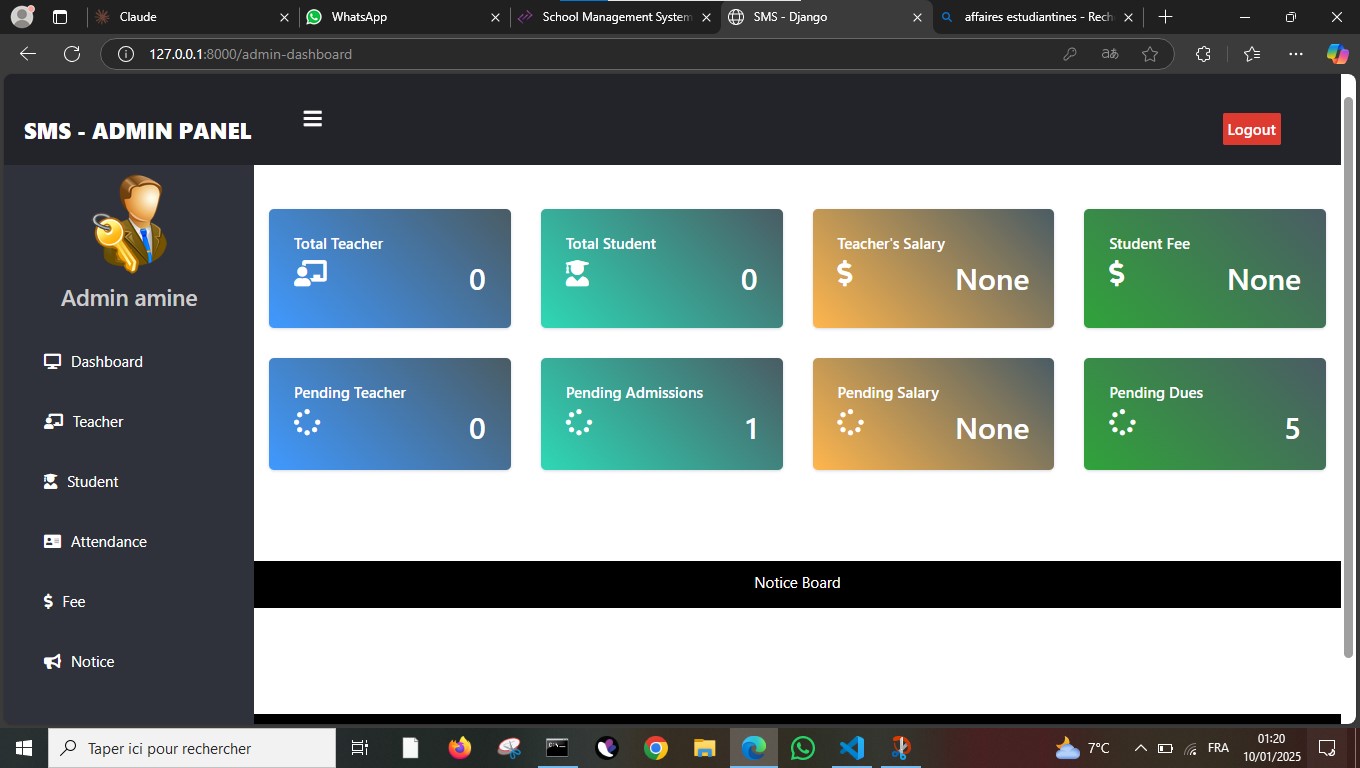 Claude
WhatsApp
School Management System
SMS - Django
affaires estudiantines - Rech
127.0.0.1:8000/admin-dashboard
aあ
SMS - ADMIN PANEL
Logout
Admin amine
Dashboard
Teacher
Student
Attendance
Fee
Notice
Total Teacher
0
Total Student
0
Teacher's Salary
None
Student Fee
None
Pending Teacher
0
Pending Admissions
1
Pending Salary
None
Pending Dues
5
Notice Board
Taper ici pour rechercher
7°C
FRA
01:20
10/01/2025